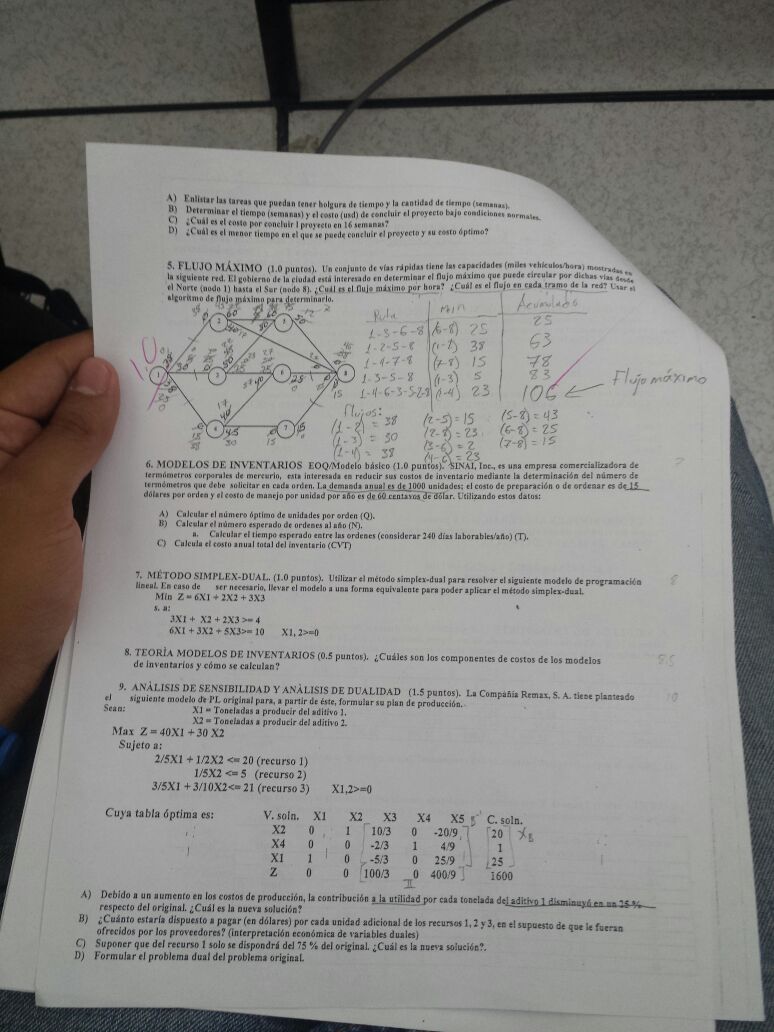 A) Enlistar las tareas que puedan tener holgura de tiempo y la cantidad de tiempo (semanas).
B) Determinar el tiempo (semanas) y el costo (usd) de concluir el proyecto bajo condiciones normales.
C) ¿Cuál es el costo por concluir l proyecto en 16 semanas?
D) ¿Cuál es el menor tiempo en el que se puede concluir el proyecto y su costo óptimo?
5. FLUJO MÁXIMO (1.0 puntos). Un conjunto de vías rápidas tiene las capacidades (miles vehículos/hora) mostradas en
la siguiente red. El gobierno de la ciudad está interesado en determinar el flujo máximo que puede circular por dichas vías desde
el Norte (nodo 1) hasta el Sur (nodo 8). ¿Cuál es el flujo máximo por hora? ¿Cuál es el flujo en cada tramo de la red? Usar el
algoritmo de flujo máximo para determinarlo.
Ruta Min Acumulado
1-3-6-8 (6-8) 25 25
1-2-5-8 (1-2) 38 63
1-4-7-8 (7-8) 15 78
1-3-5-8 (1-3) 5 83
1-4-6-3-5-2-8 (1-4) 23 106 Flujo máximo
10
Flujos:
(1-2) = 38 (2-5) = 15 (5-8) = 43
(1-3) = 30 (2-8) = 23 (6-8) = 25
(1-4) = 38 (3-6) = 2 (7-8) = 15
(4-6) = 23
6. MODELOS DE INVENTARIOS EOQ/Modelo básico (1.0 puntos). SINAI, Inc., es una empresa comercializadora de
termómetros corporales de mercurio, esta interesada en reducir sus costos de inventario mediante la determinación del número de
termómetros que debe solicitar en cada orden. La demanda anual es de 1000 unidades; el costo de preparación o de ordenar es de 15
dólares por orden y el costo de manejo por unidad por año es de 60 centavos de dólar. Utilizando estos datos:
A) Calcular el número óptimo de unidades por orden (Q).
B) Calcular el número esperado de ordenes al año (N).
a. Calcular el tiempo esperado entre las ordenes (considerar 240 días laborables/año) (T).
C) Calcula el costo anual total del inventario (CVT)
7. MÉTODO SIMPLEX-DUAL. (1.0 puntos). Utilizar el método simplex-dual para resolver el siguiente modelo de programación
lineal. En caso de ser necesario, llevar el modelo a una forma equivalente para poder aplicar el método simplex-dual.
Min Z = 6X1 + 2X2 + 3X3
s. a:
3X1 + X2 + 2X3 >= 4
6X1 + 3X2 + 5X3>= 10 X1, 2>=0
8. TEORÍA MODELOS DE INVENTARIOS (0.5 puntos). ¿Cuáles son los componentes de costos de los modelos
de inventarios y cómo se calculan?
9. ANÀLISIS DE SENSIBILIDAD Y ANÀLISIS DE DUALIDAD (1.5 puntos). La Compañía Remax, S. A. tiene planteado
el siguiente modelo de PL original para, a partir de éste, formular su plan de producción.
Sean: X1 = Toneladas a producir del aditivo 1.
X2 = Toneladas a producir del aditivo 2.
Max Z = 40X1 + 30 X2
Sujeto a:
2/5X1 + 1/2X2 <= 20 (recurso 1)
1/5X2 <= 5 (recurso 2)
3/5X1 + 3/10X2<= 21 (recurso 3) X1,2>=0
Cuya tabla óptima es: V. soln. X1 X2 X3 X4 X5 C. soln.
X2 0 1 10/3 0 -20/9 20
X4 0 0 -2/3 1 4/9 1
X1 1 0 -5/3 0 25/9 25
Z 0 0 100/3 0 400/9 1600
A) Debido a un aumento en los costos de producción, la contribución a la utilidad por cada tonelada del aditivo 1 disminuyó en un 25 %
respecto del original. ¿Cuál es la nueva solución?
B) ¿Cuánto estaría dispuesto a pagar (en dólares) por cada unidad adicional de los recursos 1, 2 y 3, en el supuesto de que le fueran
ofrecidos por los proveedores? (interpretación económica de variables duales)
C) Suponer que del recurso 1 solo se dispondrá del 75 % del original. ¿Cuál es la nueva solución?.
D) Formular el problema dual del problema original.